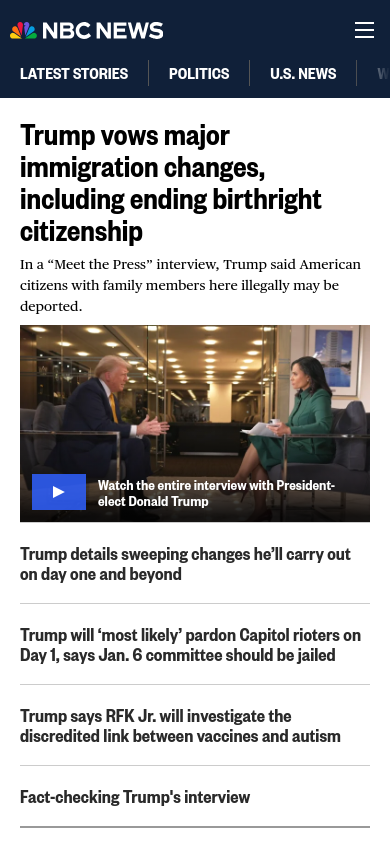 NBC NEWS
LATEST STORIES
POLITICS
U.S. NEWS
Trump vows major
immigration changes,
including ending birthright
citizenship
In a “Meet the Press” interview, Trump said American
citizens with family members here illegally may be
deported.
Watch the entire interview with President-
elect Donald Trump
Trump details sweeping changes he’ll carry out
on day one and beyond
Trump will ‘most likely’ pardon Capitol rioters on
Day 1, says Jan. 6 committee should be jailed
Trump says RFK Jr. will investigate the
discredited link between vaccines and autism
Fact-checking Trump's interview